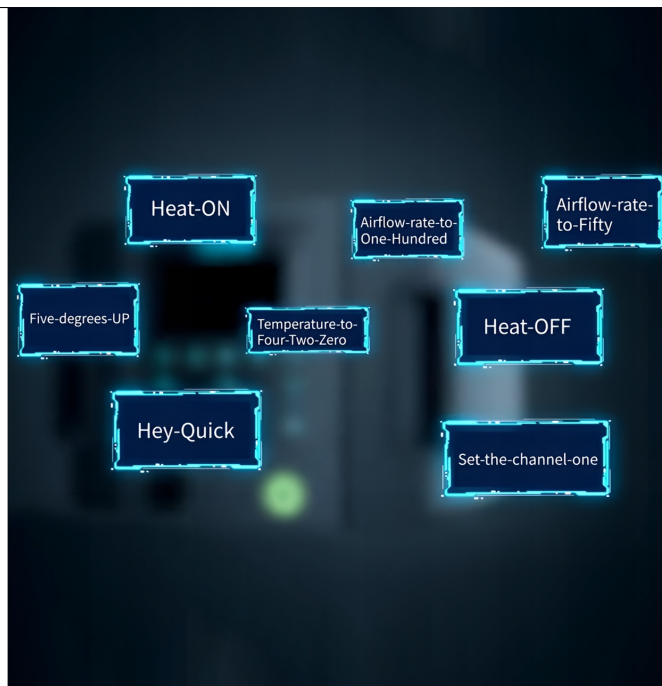 Heat-ON
Airflow-rate-to-
One-Hundred
Airflow-rate-
to-Fifty
Five-degrees-UP
Temperature-to-
Four-Two-Zero
Heat-OFF
Hey-Quick
Set-the-channel-one